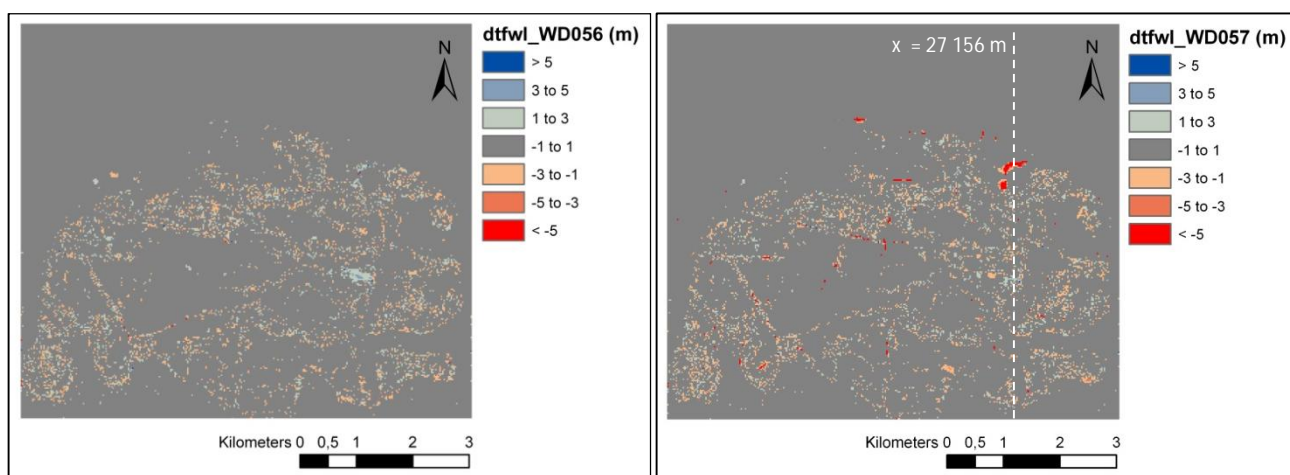 dtfwl_WD056 (m)
N
> 5
3 to 5
1 to 3
-1 to 1
-3 to -1
-5 to -3
< -5
Kilometers 0 0,5 1 2 3
x = 27 156 m
dtfwl_WD057 (m)
N
> 5
3 to 5
1 to 3
-1 to 1
-3 to -1
-5 to -3
< -5
Kilometers 0 0,5 1 2 3